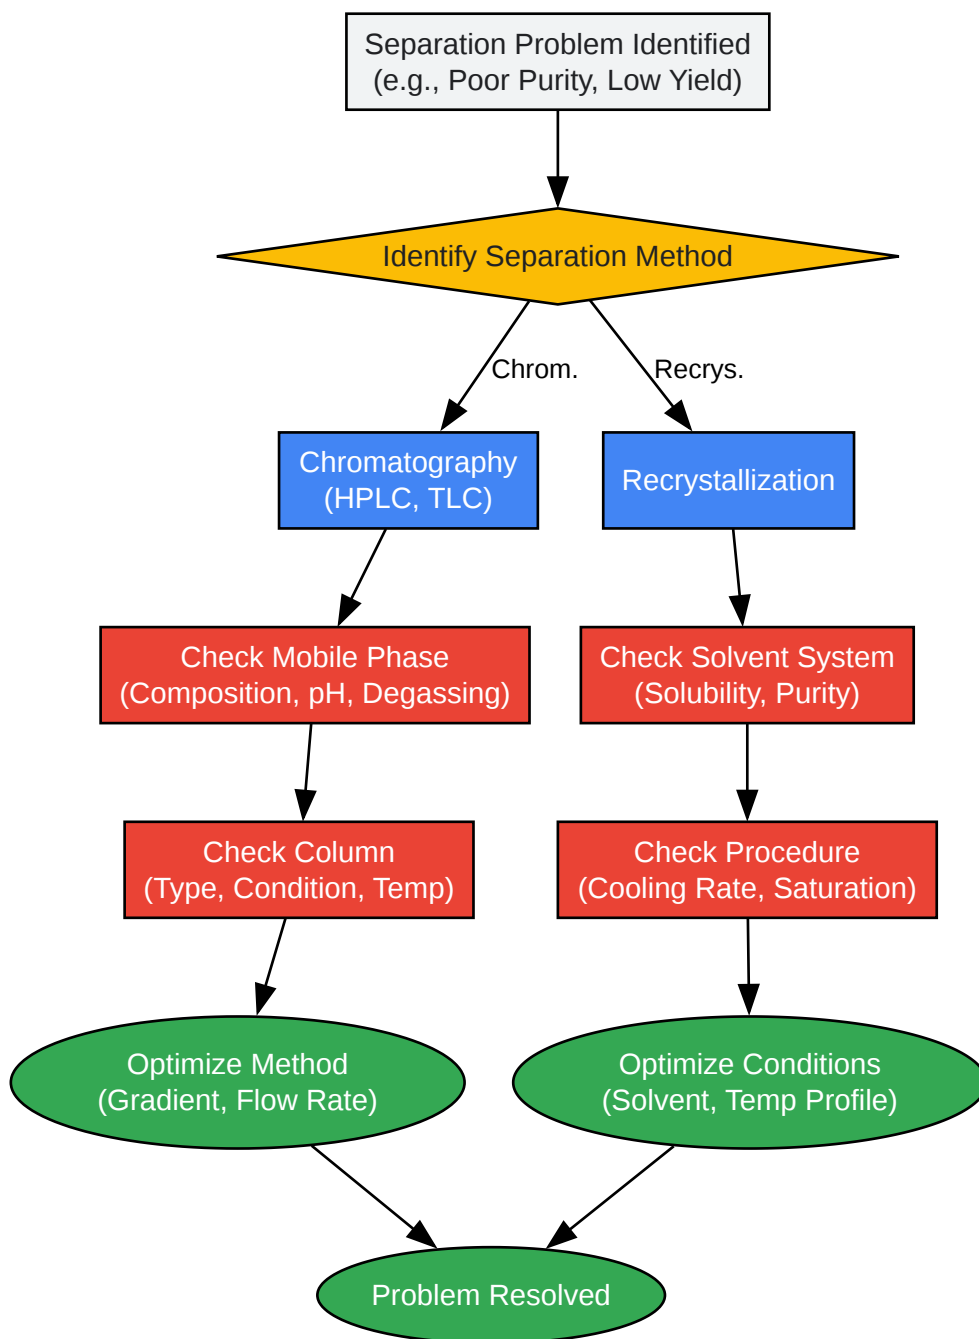 Separation Problem Identified
(e.g., Poor Purity, Low Yield)
Identify Separation Method
Chrom.
Recrys.
Chromatography
(HPLC, TLC)
Recrystallization
Check Mobile Phase
(Composition, pH, Degassing)
Check Solvent System
(Solubility, Purity)
Check Column
(Type, Condition, Temp)
Check Procedure
(Cooling Rate, Saturation)
Optimize Method
(Gradient, Flow Rate)
Optimize Conditions
(Solvent, Temp Profile)
Problem Resolved